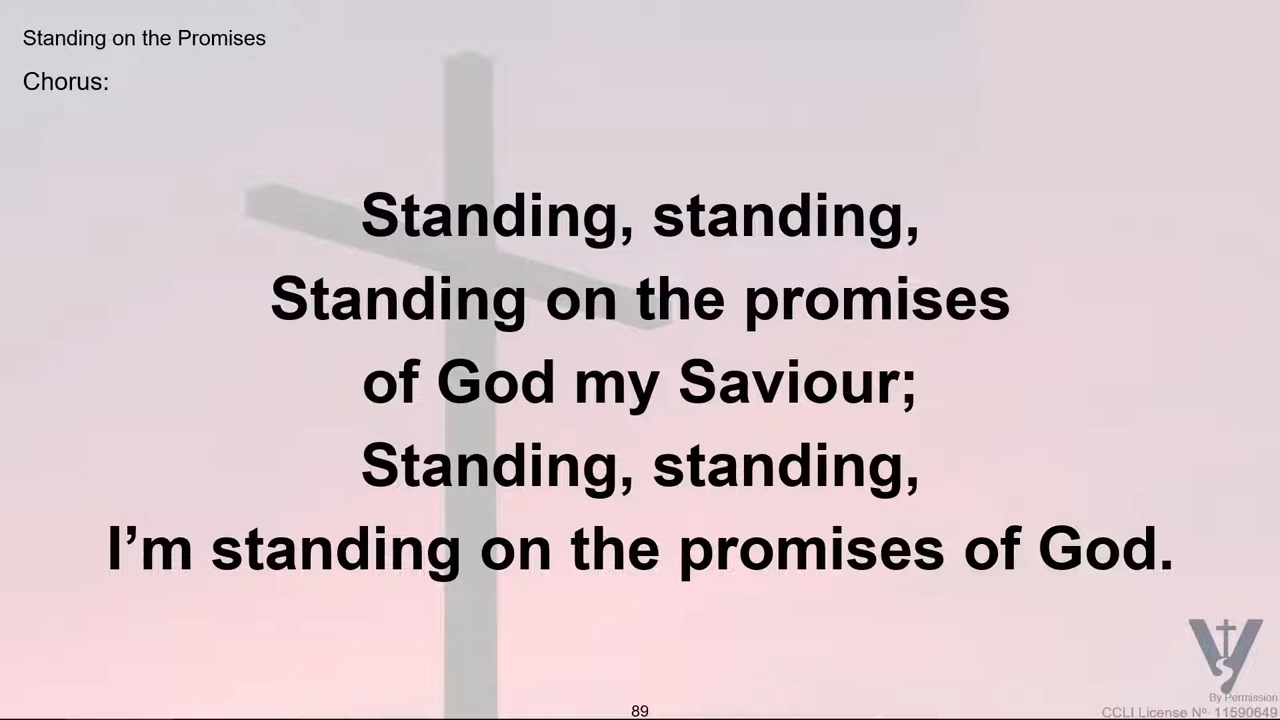 Standing on the Promises
Chorus:
Standing, standing,
Standing on the promises
of God my Saviour;
Standing, standing,
I’m standing on the promises of God.
By Permission
CCLI License Nº. 11590649
89